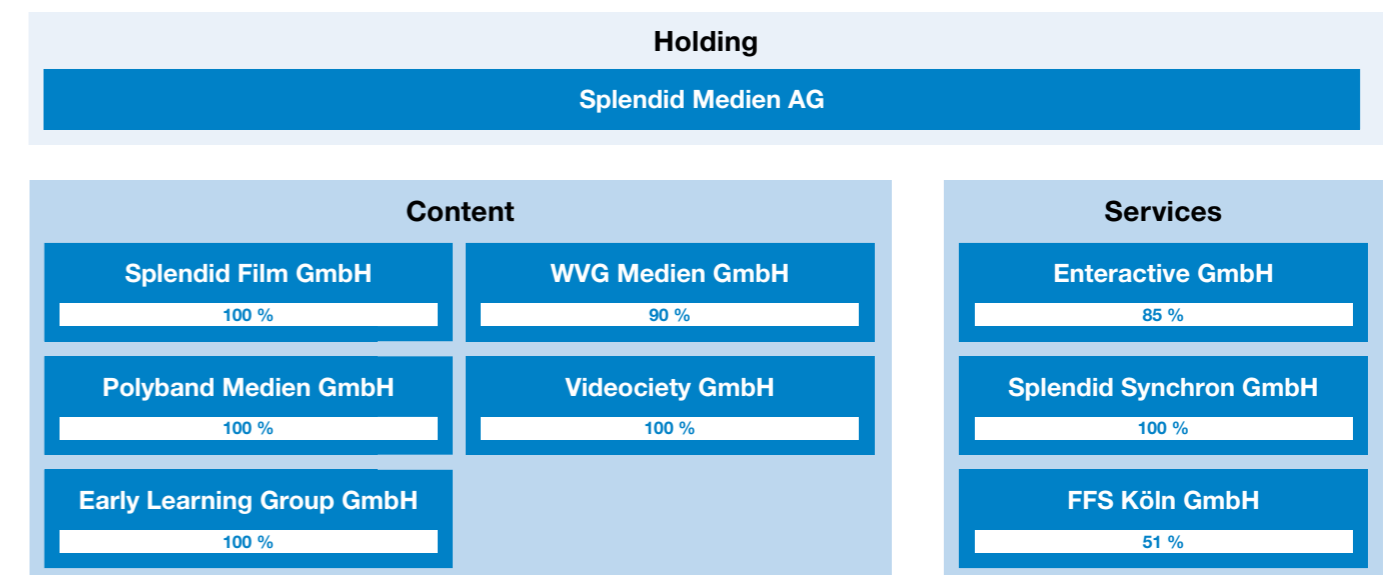 Holding
Splendid Medien AG
Content
Splendid Film GmbH
100 %
WVG Medien GmbH
90 %
Polyband Medien GmbH
100 %
Videociety GmbH
100 %
Early Learning Group GmbH
100 %
Services
Enteractive GmbH
85 %
Splendid Synchron GmbH
100 %
FFS Köln GmbH
51 %